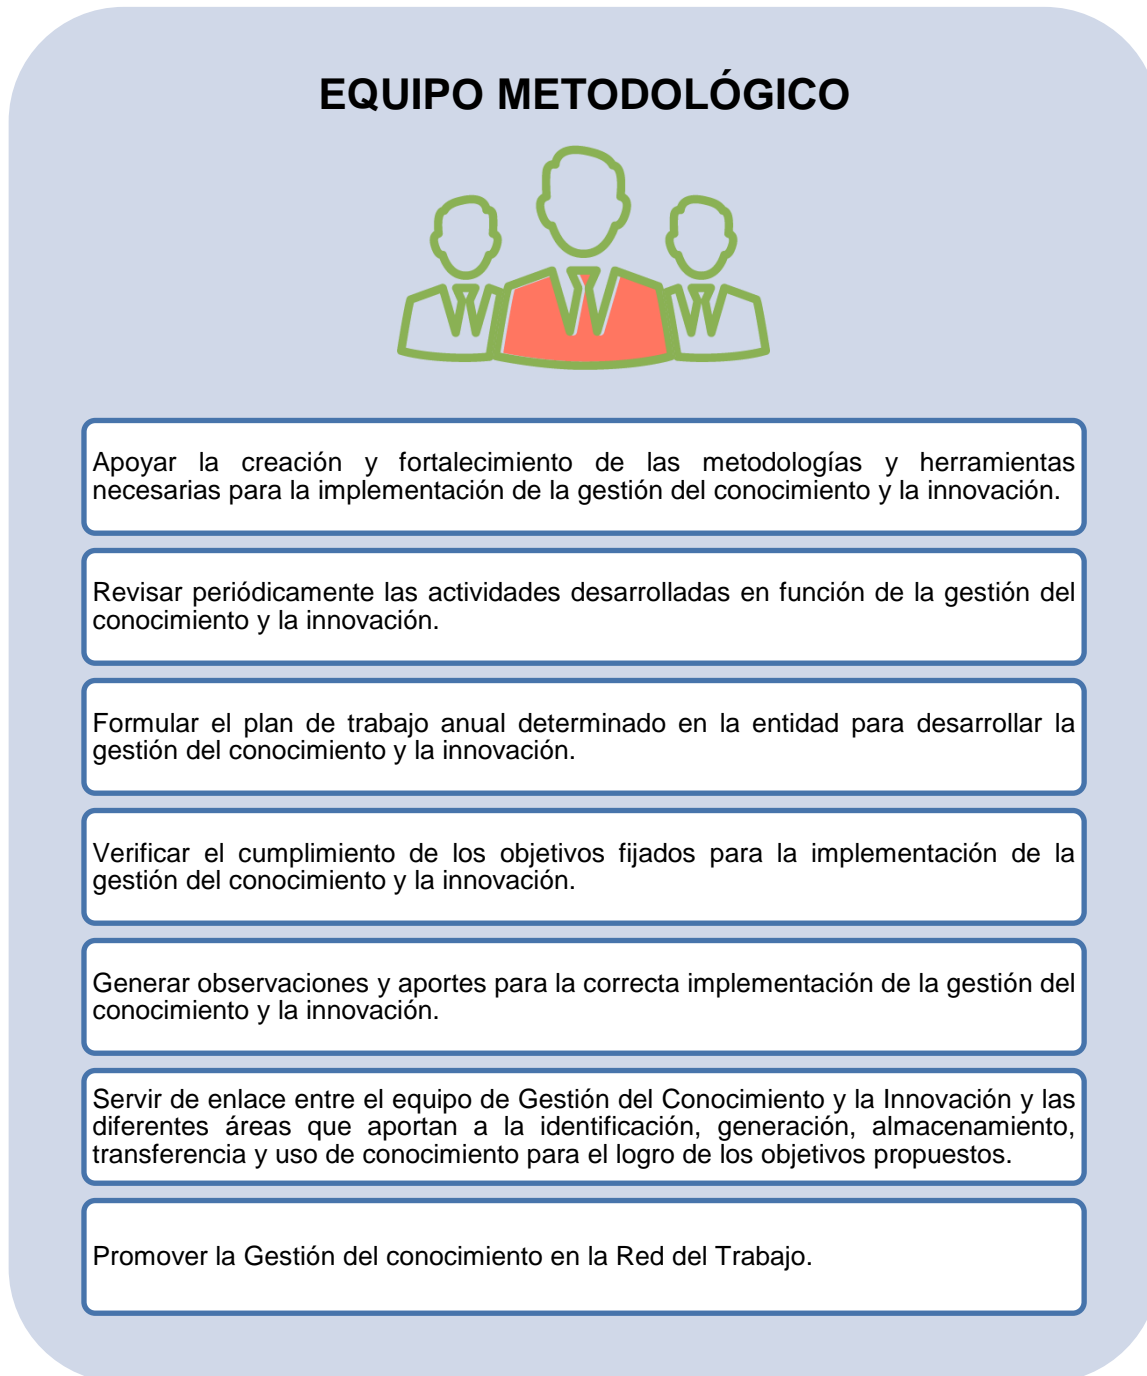 EQUIPO METODOLÓGICO
Apoyar la creación y fortalecimiento de las metodologías y herramientas
necesarias para la implementación de la gestión del conocimiento y la innovación.
Revisar periódicamente las actividades desarrolladas en función de la gestión del
conocimiento y la innovación.
Formular el plan de trabajo anual determinado en la entidad para desarrollar la
gestión del conocimiento y la innovación.
Verificar el cumplimiento de los objetivos fijados para la implementación de la
gestión del conocimiento y la innovación.
Generar observaciones y aportes para la correcta implementación de la gestión del
conocimiento y la innovación.
Servir de enlace entre el equipo de Gestión del Conocimiento y la Innovación y las
diferentes áreas que aportan a la identificación, generación, almacenamiento,
transferencia y uso de conocimiento para el logro de los objetivos propuestos.
Promover la Gestión del conocimiento en la Red del Trabajo.